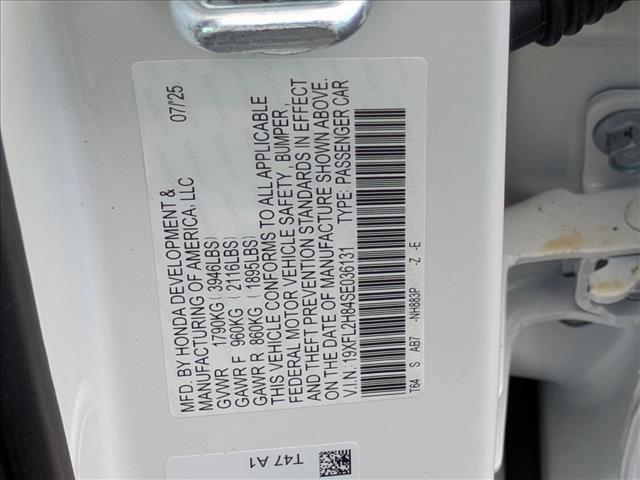 MFD. BY HONDA DEVELOPMENT & 07/'25
MANUFACTURING OF AMERICA, LLC
GVWR 1790KG (3946LBS)
GAWR F 960KG (2116LBS)
GAWR R 860KG (1895LBS)
THIS VEHICLE CONFORMS TO ALL APPLICABLE
FEDERAL MOTOR VEHICLE SAFETY, BUMPER,
AND THEFT PREVENTION STANDARDS IN EFFECT
ON THE DATE OF MANUFACTURE SHOWN ABOVE.
V.I.N.: 19XFL2H84SE036131 TYPE: PASSENGER CAR
T64 S AB7 -NH883P -Z -E
T47 A1